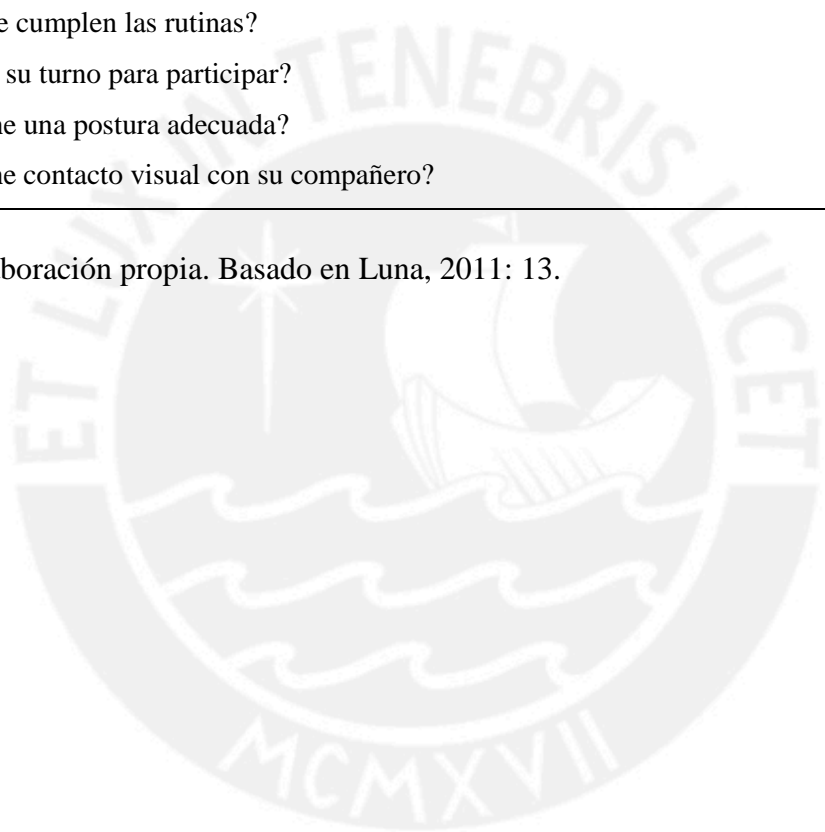 e cumplen las rutinas?
su turno para participar?
ne una postura adecuada?
ne contacto visual con su compañero?
boración propia. Basado en Luna, 2011: 13.
ET LUX IN TENEBRIS LUCET
MCMXVII